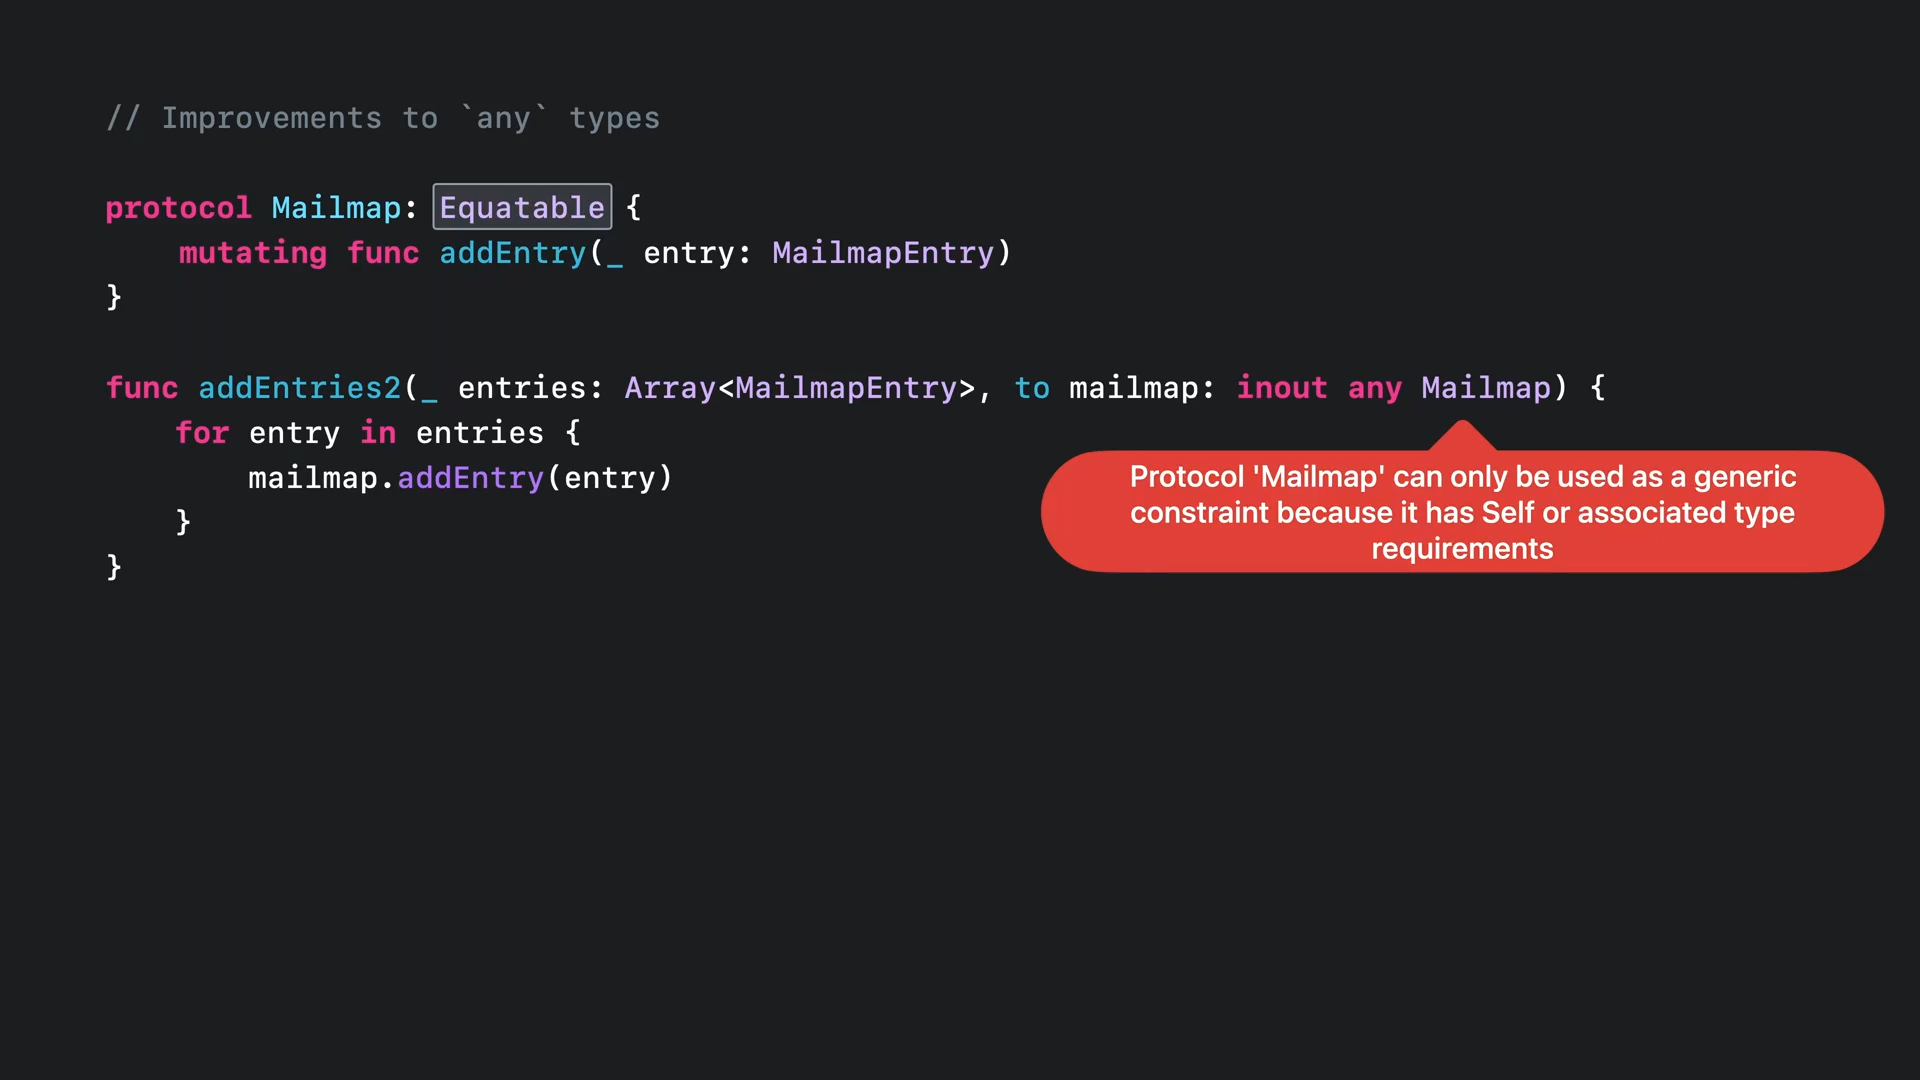 // Improvements to `any` types
protocol Mailmap: Equatable {
    mutating func addEntry(_ entry: MailmapEntry)
}
func addEntries2(_ entries: Array<MailmapEntry>, to mailmap: inout any Mailmap) {
    for entry in entries {
        mailmap.addEntry(entry)
    }
}
Protocol 'Mailmap' can only be used as a generic
constraint because it has Self or associated type
requirements